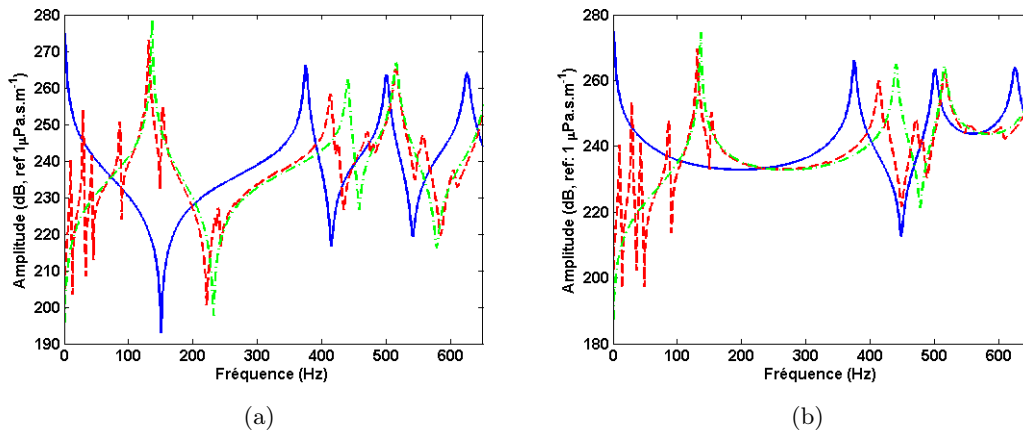 280
270
260
250
240
230
220
210
200
190
Amplitude (dB, ref 1μPa.s.m⁻¹)
0 100 200 300 400 500 600
Fréquence (Hz)
(a)
280
260
240
220
200
180
Amplitude (dB, ref: 1 μPa.s.m⁻¹)
0 100 200 300 400 500 600
Fréquence (Hz)
(b)